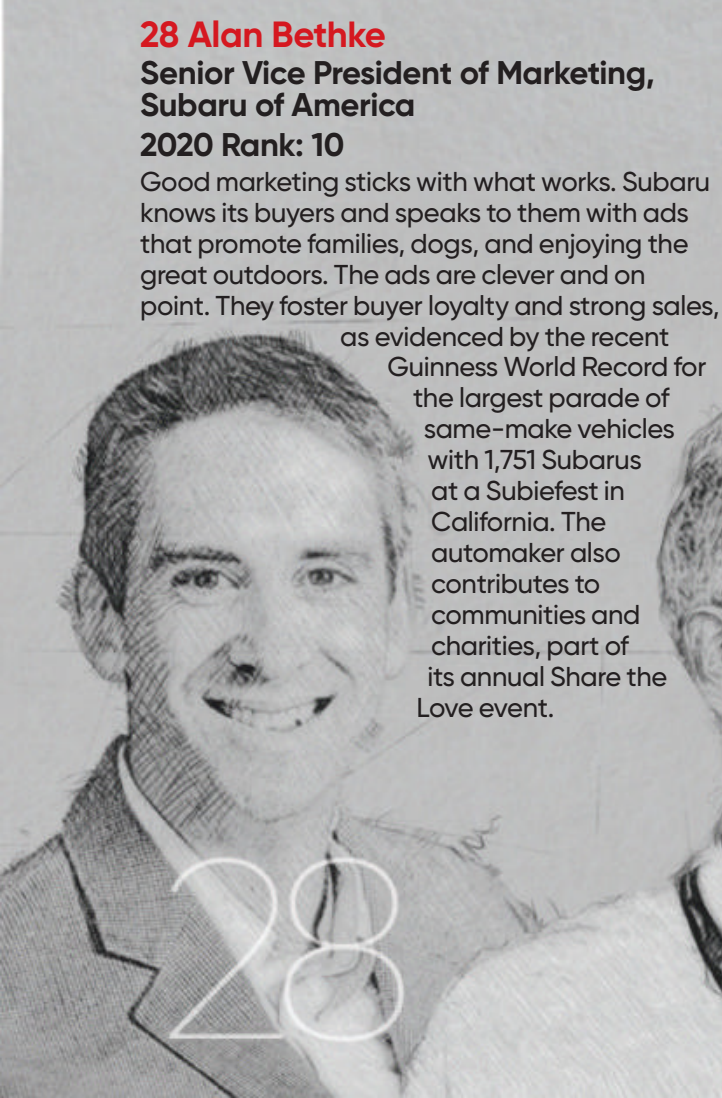 28 Alan Bethke
Senior Vice President of Marketing,
Subaru of America
2020 Rank: 10
Good marketing sticks with what works. Subaru
knows its buyers and speaks to them with ads
that promote families, dogs, and enjoying the
great outdoors. The ads are clever and on
point. They foster buyer loyalty and strong sales,
as evidenced by the recent
Guinness World Record for
the largest parade of
same-make vehicles
with 1,751 Subarus
at a Subiefest in
California. The
automaker also
contributes to
communities and
charities, part of
its annual Share the
Love event.
28